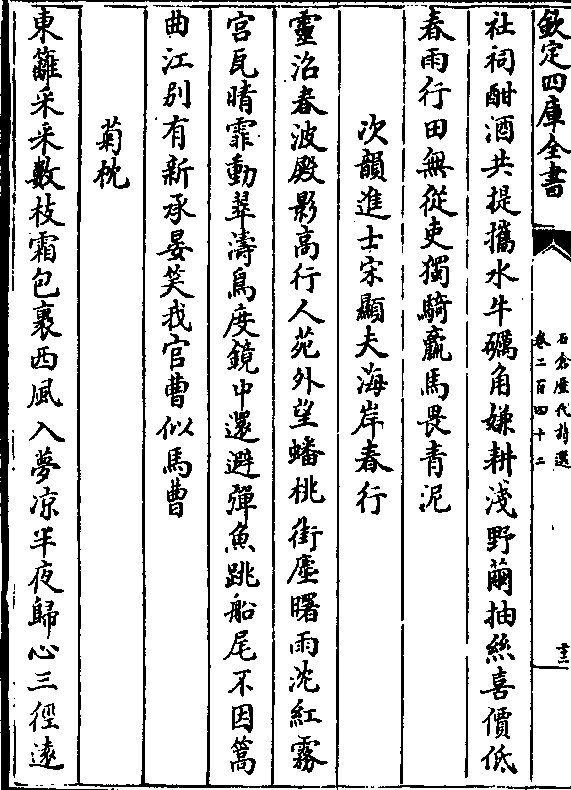 欽定四庫全書
石倉歷代詩選
卷二百四十二
社祠酣酒共提攜水牛礪角嫌耕淺野繭抽絲喜價低
春雨行田無從吏獨騎羸馬畏青泥
次韻進士宋顯夫海岸春行
靈沼春波殿影高行人苑外望蟠桃街塵曙雨沈紅霧
宫瓦晴霏動翠濤鳥度鏡中還避彈魚跳船尾不因篙
曲江别有新承晏笑我官曹似馬曹
菊枕
東籬采采數枝霜包裹西風入夢凉半夜歸心三徑遠